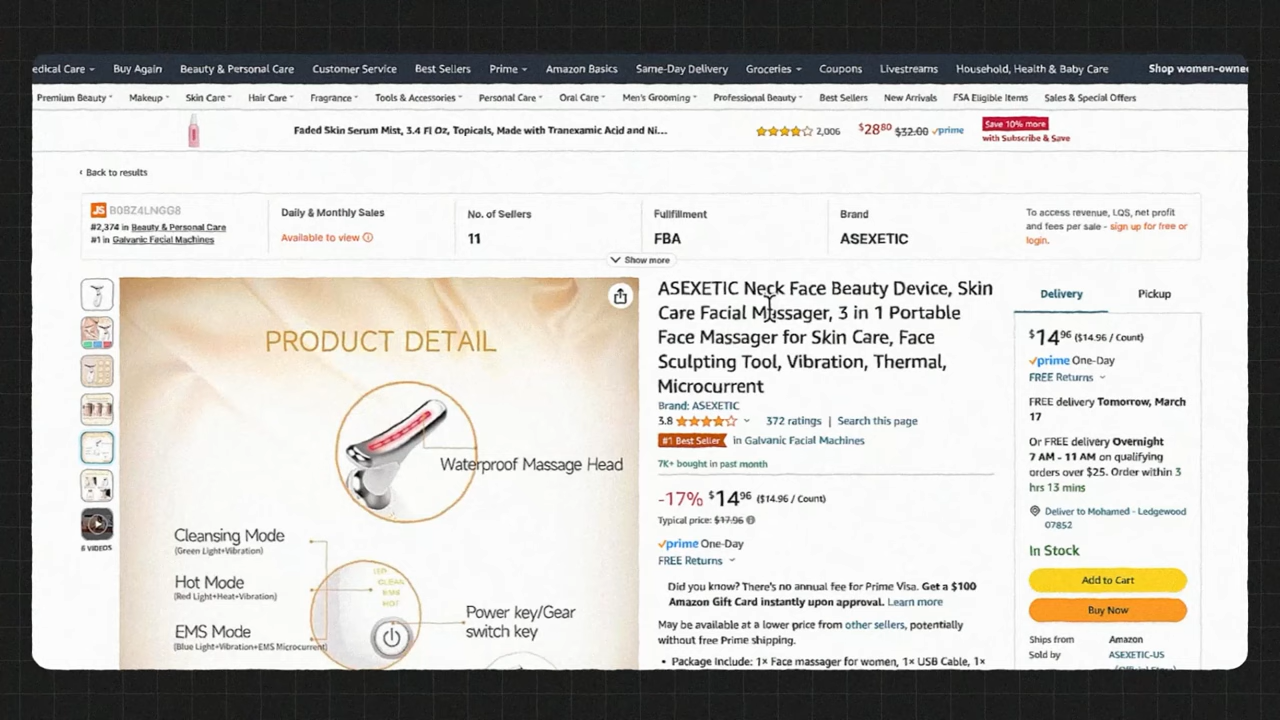 edical Care
Buy Again
Beauty & Personal Care
Customer Service
Best Sellers
Prime
Amazon Basics
Same-Day Delivery
Groceries
Coupons
Livestreams
Household, Health & Baby Care
Shop women-owne
Premium Beauty
Makeup
Skin Care
Hair Care
Fragrance
Tools & Accessories
Personal Care
Oral Care
Men's Grooming
Professional Beauty
Best Sellers
New Arrivals
FSA Eligible Items
Sales & Special Offers
Faded Skin Serum Mist, 3.4 Fl Oz, Topicals, Made with Tranexamic Acid and Ni...
2,006
$2880 $32.00 prime
Save 10% more
with Subscribe & Save
‹ Back to results
JS B0BZ4LNGG8
#2,374 in Beauty & Personal Care
#1 in Galvanic Facial Machines
Daily & Monthly Sales
Available to view
No. of Sellers
11
Fullfillment
FBA
Brand
ASEXETIC
To access revenue, LQS, net profit
and fees per sale - sign up for free or
login.
Show more
PRODUCT DETAIL
Waterproof Massage Head
Cleansing Mode
(Green Light+Vibration)
Hot Mode
(Red Light+Heat+Vibration)
EMS Mode
(Blue Light+Vibration+EMS Microcurrent)
CLEAN
HOT
Power key/Gear
switch key
6 VIDEOS
ASEXETIC Neck Face Beauty Device, Skin
Care Facial Massager, 3 in 1 Portable
Face Massager for Skin Care, Face
Sculpting Tool, Vibration, Thermal,
Microcurrent
Brand: ASEXETIC
3.8
372 ratings | Search this page
#1 Best Seller in Galvanic Facial Machines
7K+ bought in past month
-17% $1496 ($14.96 / Count)
Typical price: $17.96
prime One-Day
FREE Returns
Did you know? There's no annual fee for Prime Visa. Get a $100
Amazon Gift Card instantly upon approval. Learn more
May be available at a lower price from other sellers, potentially
without free Prime shipping.
• Package Include: 1× Face massager for women, 1× USB Cable, 1×
Delivery
Pickup
$1496 ($14.96 / Count)
prime One-Day
FREE Returns
FREE delivery Tomorrow, March
17
Or FREE delivery Overnight
7 AM - 11 AM on qualifying
orders over $25. Order within 3
hrs 13 mins
Deliver to Mohamed - Ledgewood
07852
In Stock
Add to Cart
Buy Now
Ships from Amazon
Sold by ASEXETIC-US